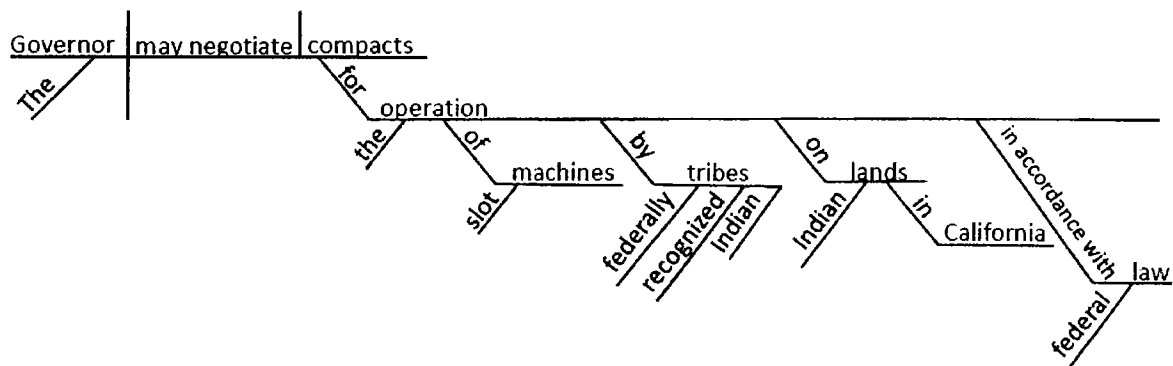 Governor may negotiate compacts
The
for
operation
the
of
by
on
in accordance with
machines
tribes
lands
slot
federally
recognized
Indian
Indian
in
California
law
federal